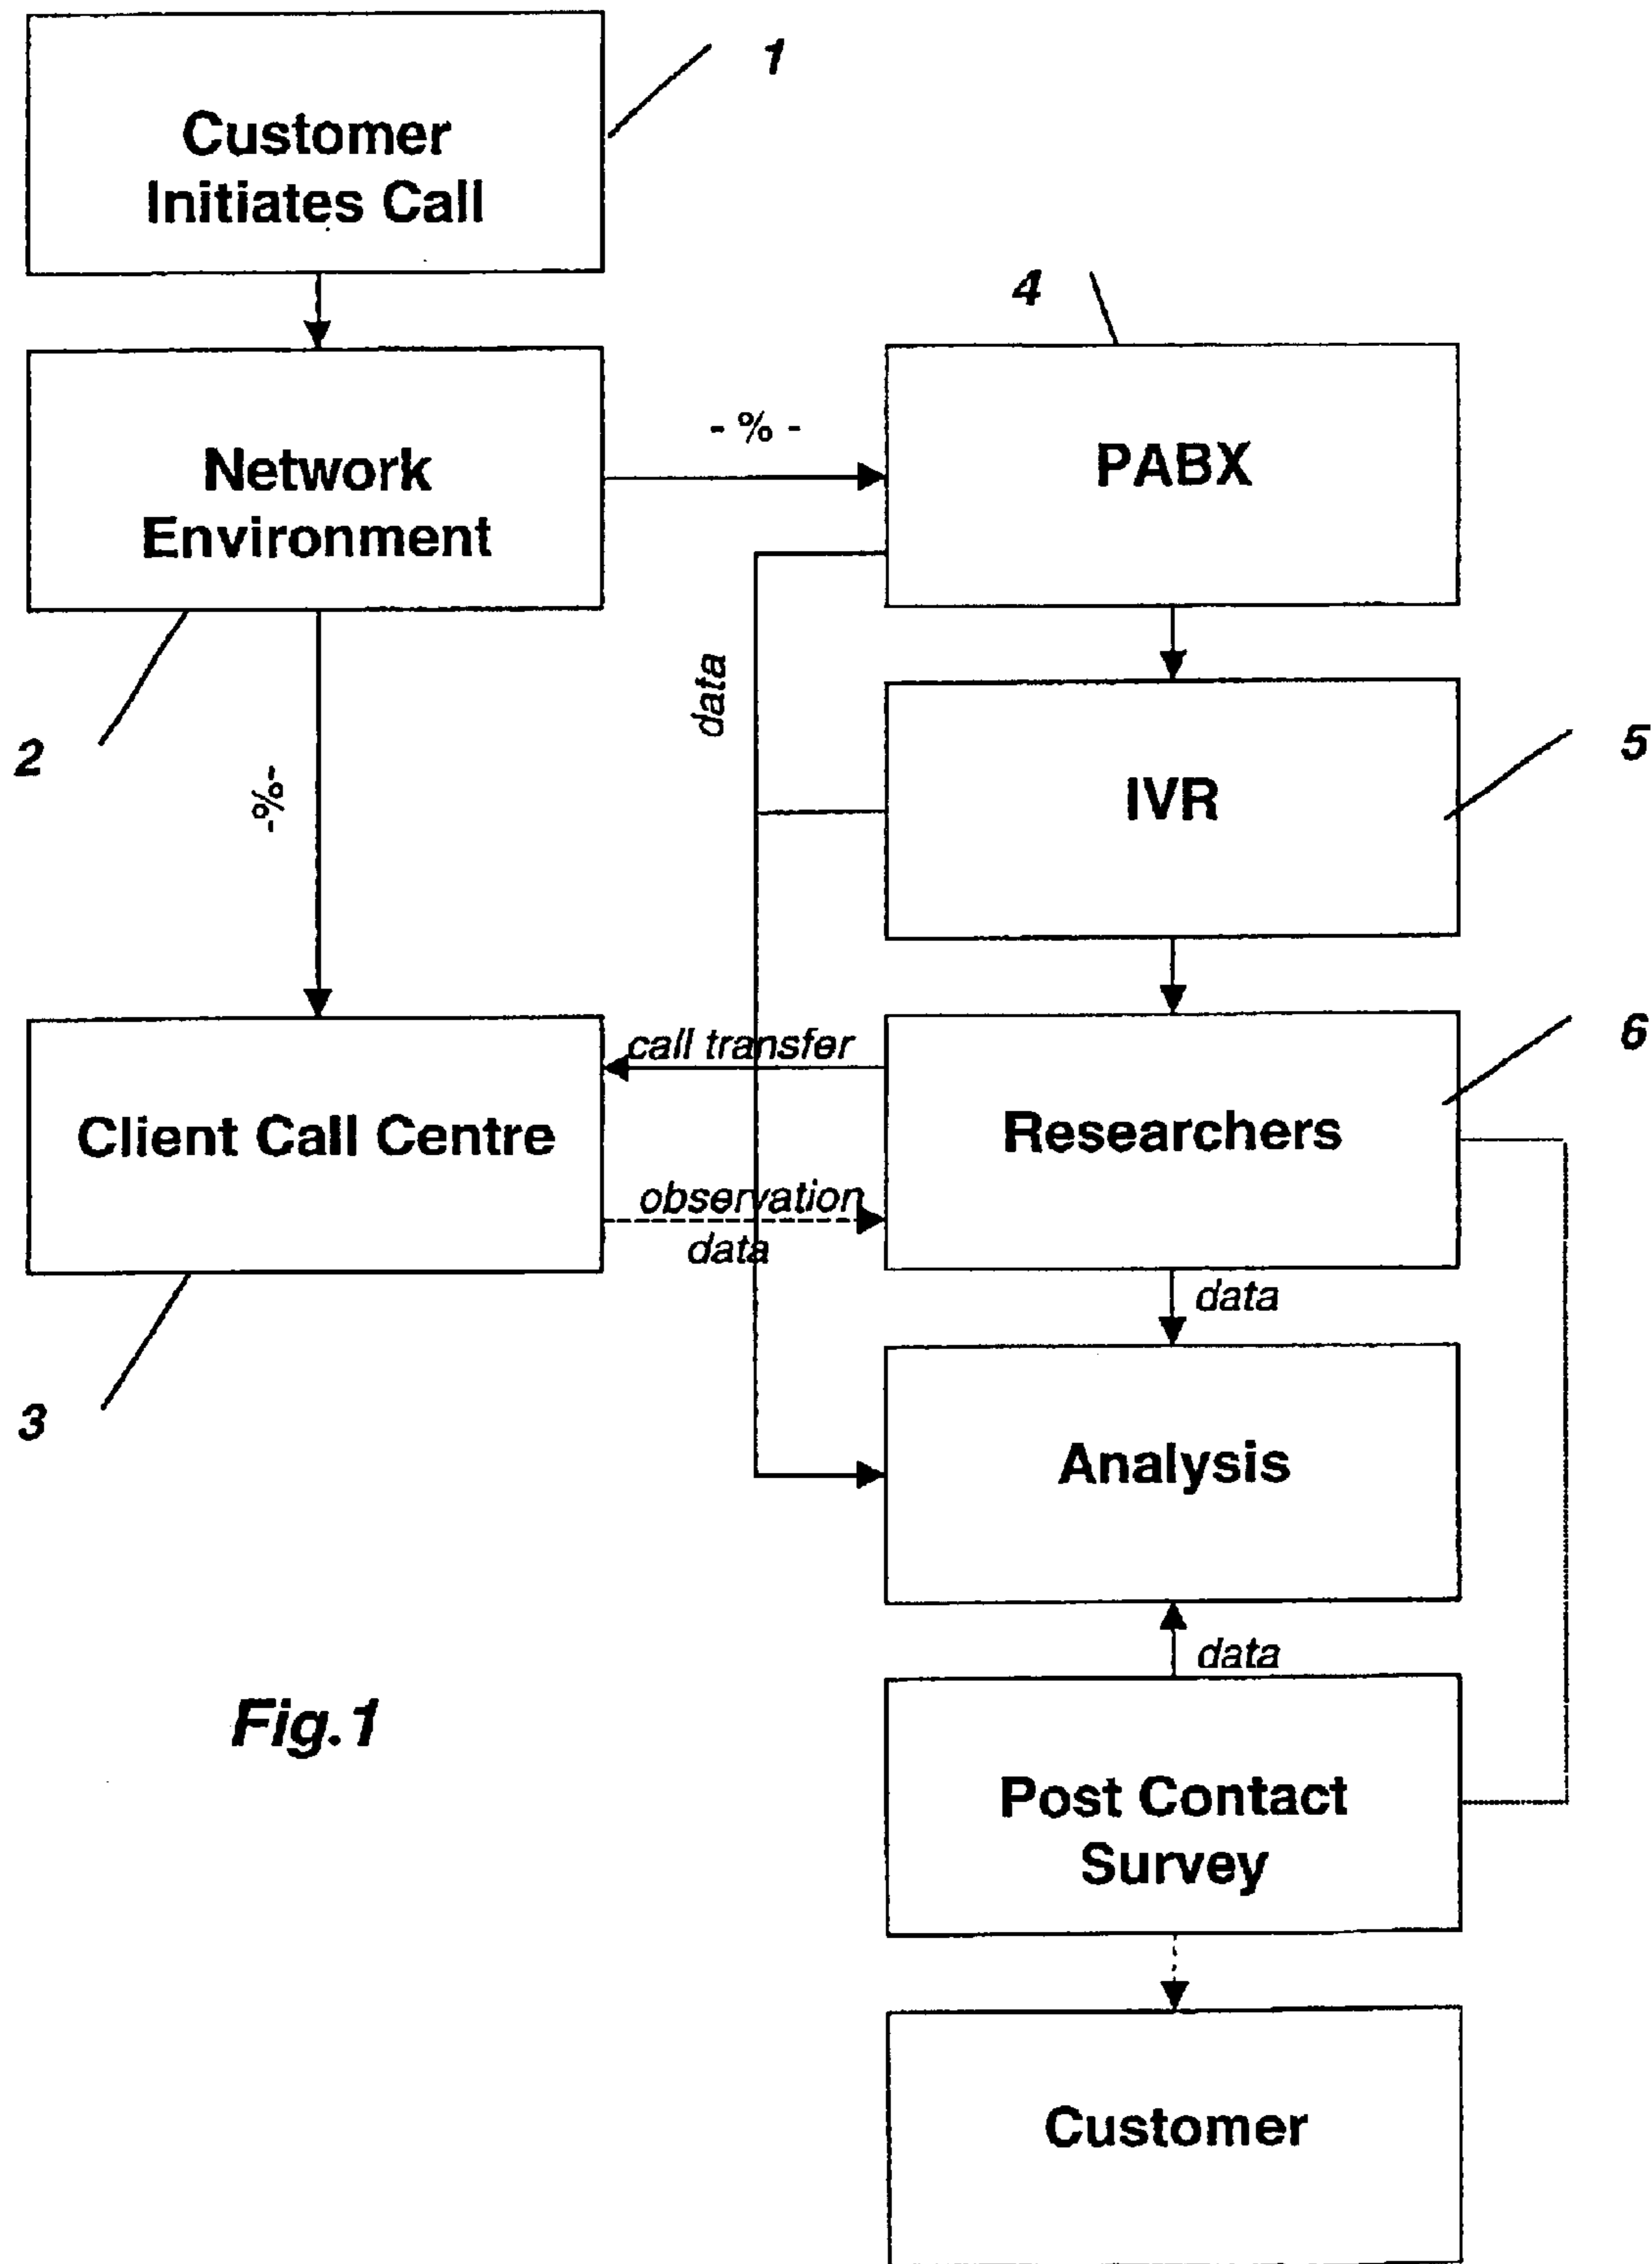 1
Customer
Initiates Call
4
- % -
PABX
Network
Environment
data
2
-%-
5
IVR
6
call transfer
Client Call Centre
Researchers
observation
data
data
3
Analysis
data
Fig.1
Post Contact
Survey
Customer